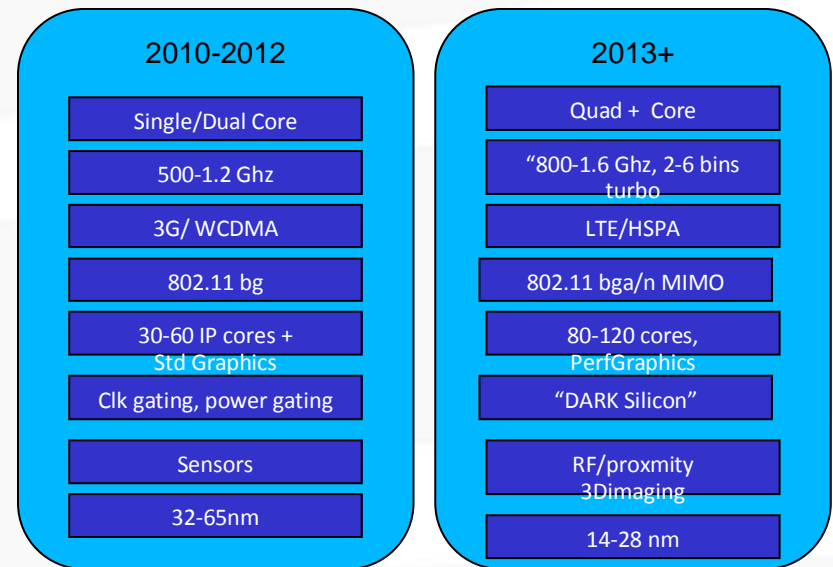 2010-2012
Single/Dual Core
500-1.2 Ghz
3G/ WCDMA
802.11 bg
30-60 IP cores +
Std Graphics
Clk gating, power gating
Sensors
32-65nm
2013+
Quad + Core
“800-1.6 Ghz, 2-6 bins
turbo
LTE/HSPA
802.11 bga/n MIMO
80-120 cores,
PerfGraphics
“DARK Silicon”
RF/proxmity
3Dimaging
14-28 nm